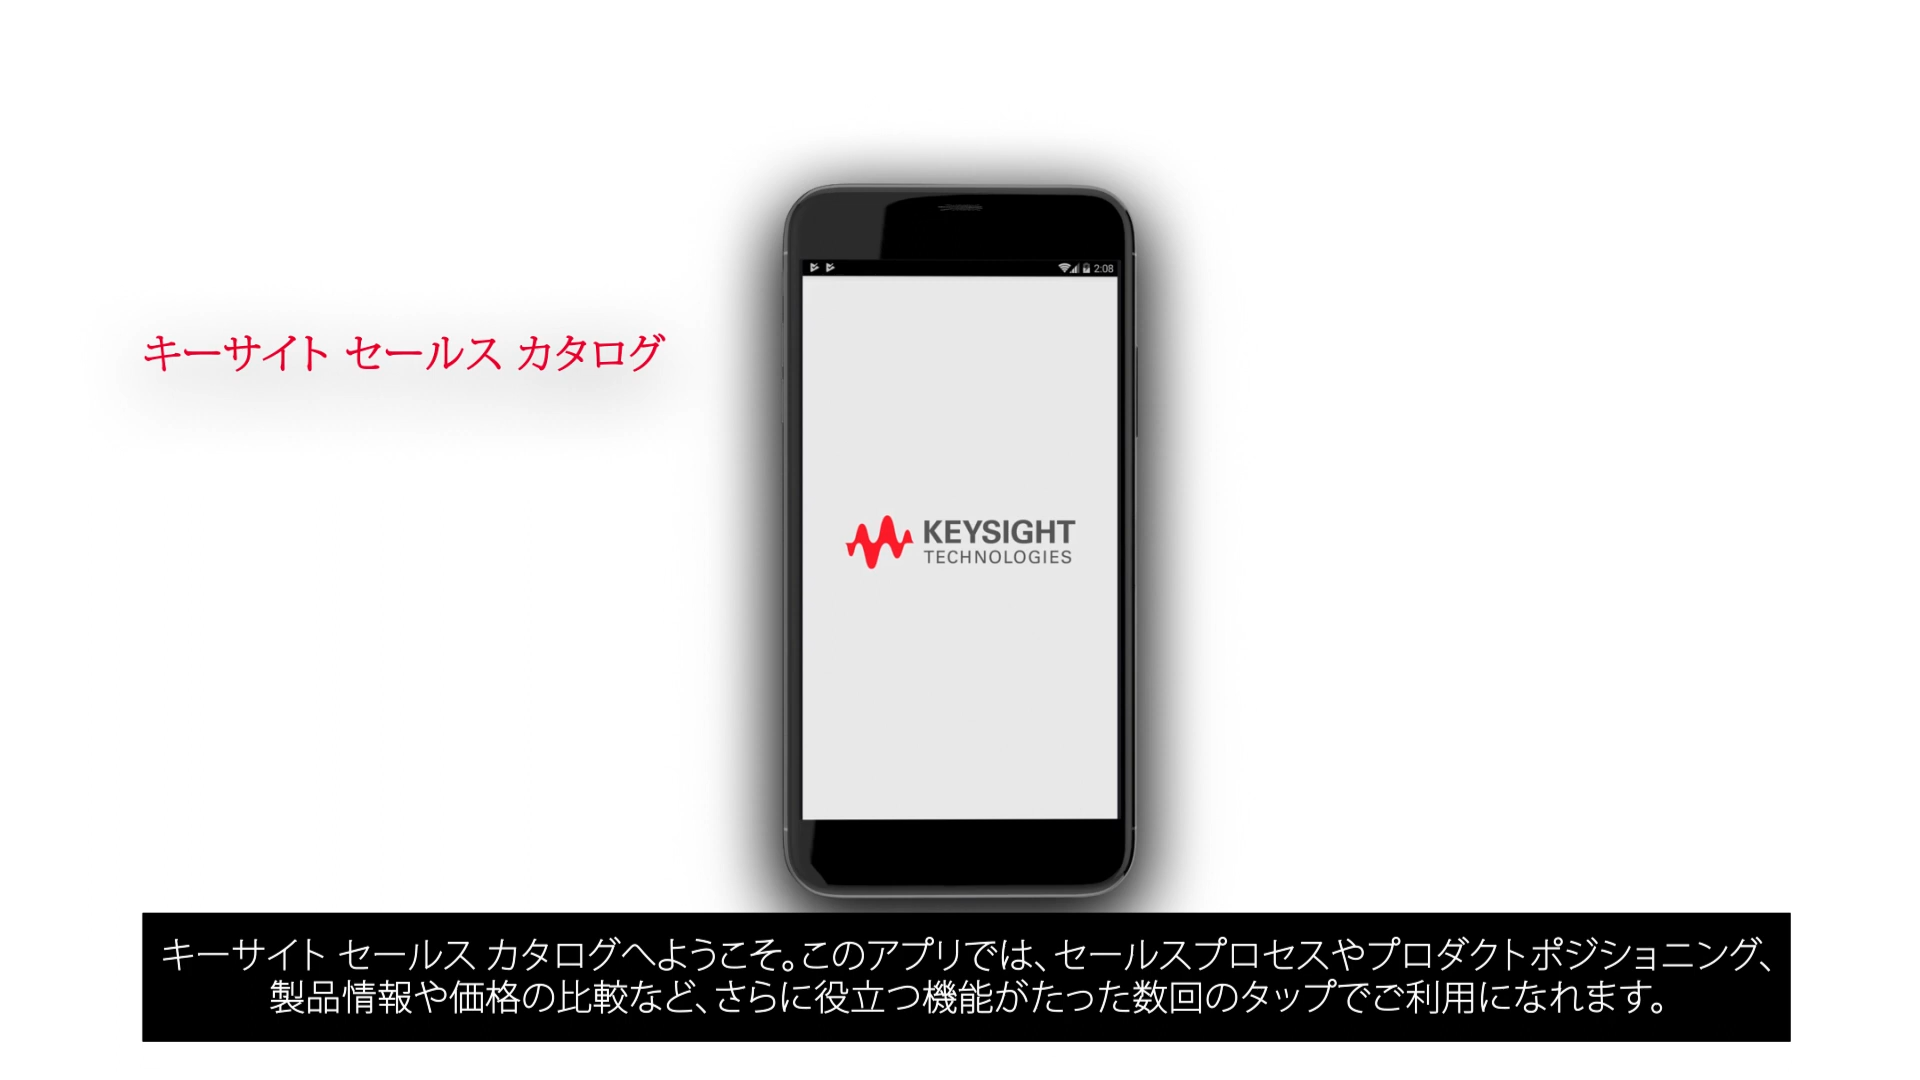 2:08
キーサイト セールス カタログ
KEYSIGHT
TECHNOLOGIES
キーサイト セールス カタログへようこそ。このアプリでは、セールスプロセスやプロダクトポジショニング、
製品情報や価格の比較など、さらに役立つ機能がたった数回のタップでご利用になれます。